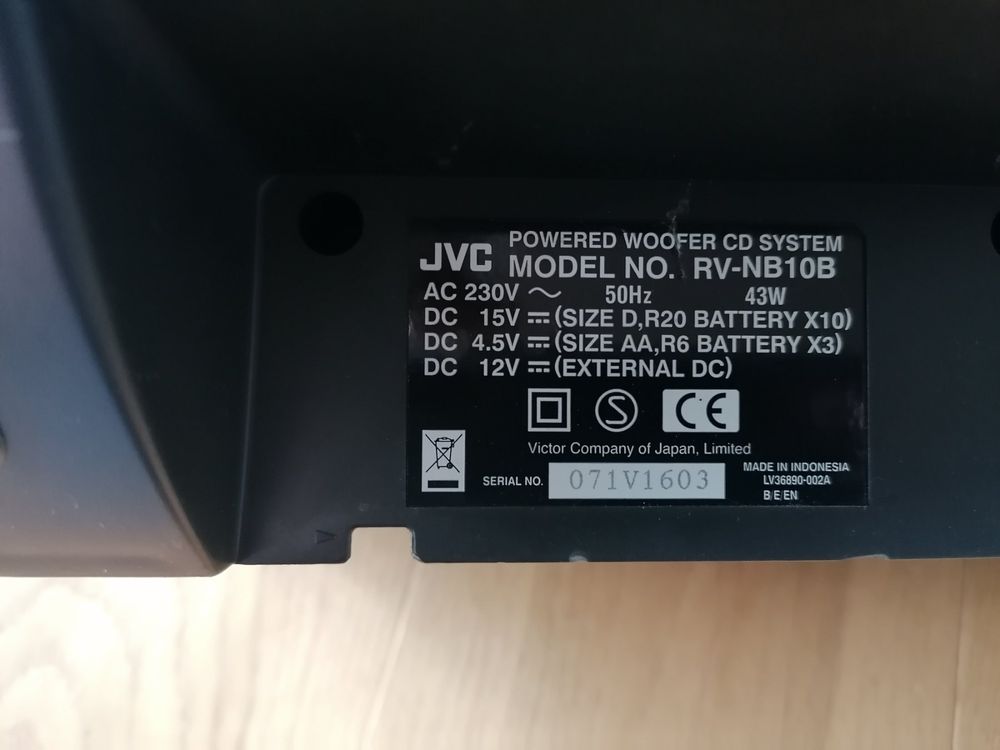 JVC
POWERED WOOFER CD SYSTEM
MODEL NO. RV-NB10B
AC 230V ~ 50Hz 43W
DC 15V ⎓ (SIZE D,R20 BATTERY X10)
DC 4.5V ⎓ (SIZE AA,R6 BATTERY X3)
DC 12V ⎓ (EXTERNAL DC)
S CE
Victor Company of Japan, Limited
SERIAL NO. 071V1603
MADE IN INDONESIA
LV36890-002A
B/E/EN